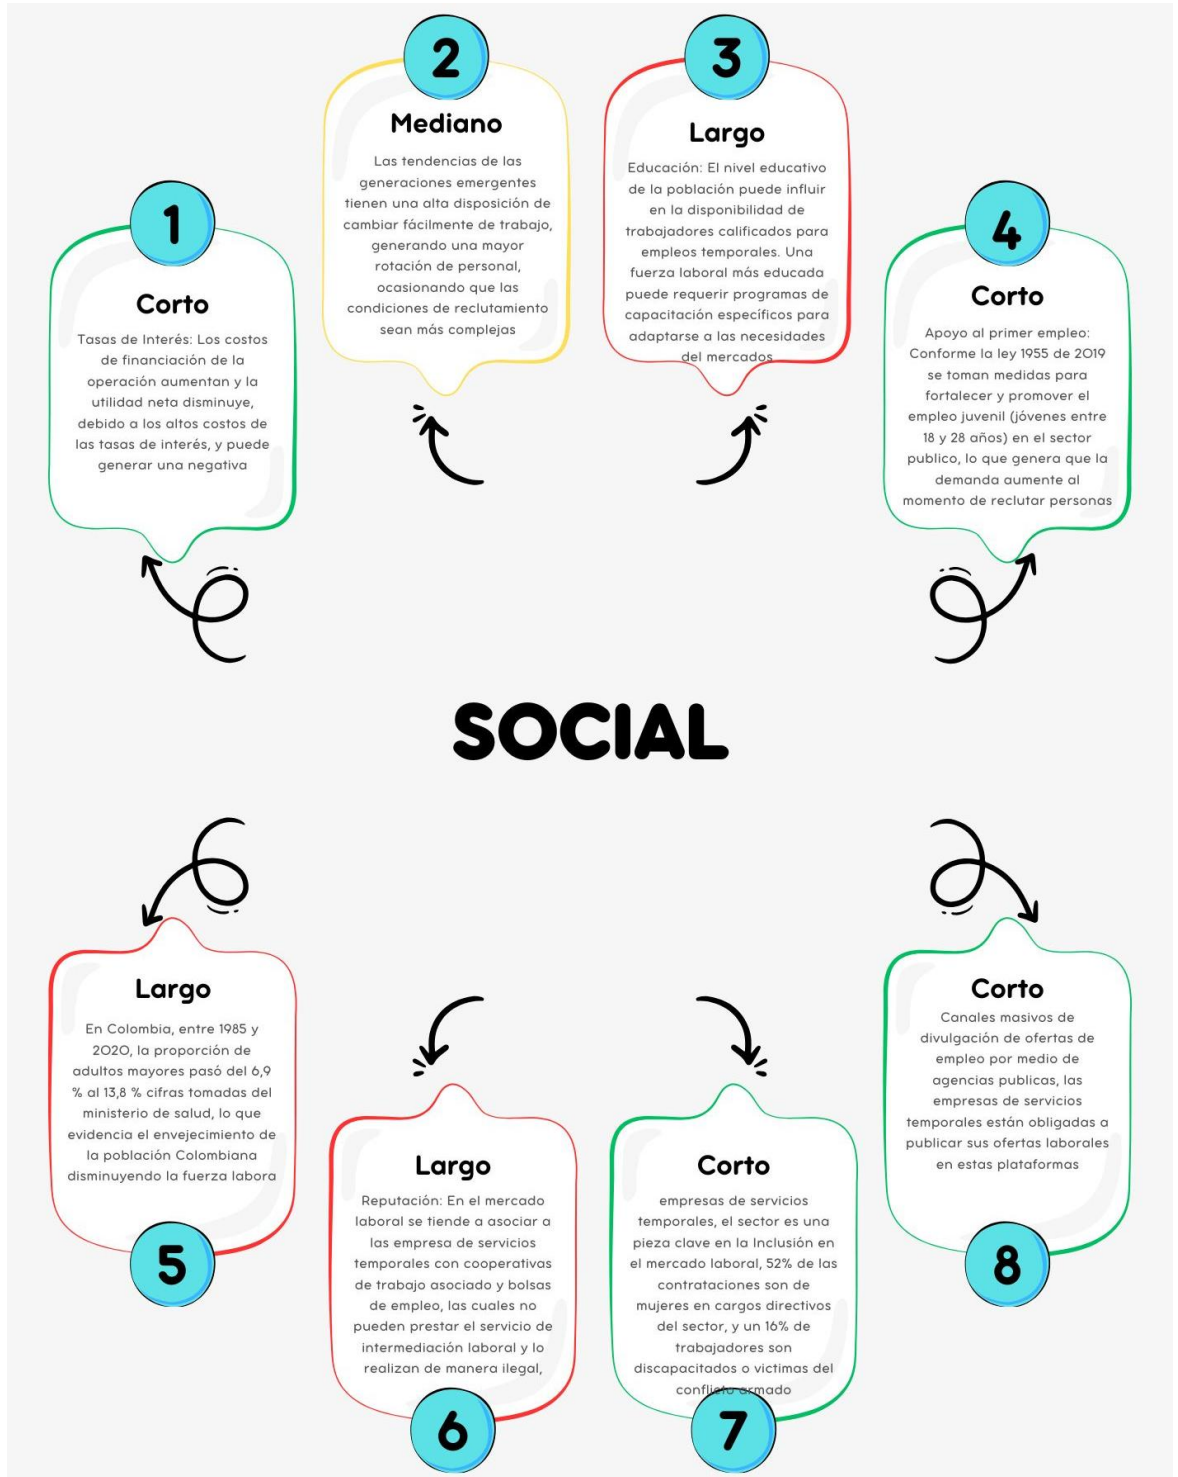 1
Corto
Tasas de Interés: Los costos
de financiación de la
operación aumentan y la
utilidad neta disminuye,
debido a los altos costos de
las tasas de interés, y puede
generar una negativa
2
Mediano
Las tendencias de las
generaciones emergentes
tienen una alta disposición de
cambiar fácilmente de trabajo,
generando una mayor
rotación de personal,
ocasionando que las
condiciones de reclutamiento
sean más complejas
3
Largo
Educación: El nivel educativo
de la población puede influir
en la disponibilidad de
trabajadores calificados para
empleos temporales. Una
fuerza laboral más educada
puede requerir programas de
capacitación específicos para
adaptarse a las necesidades
del mercados
4
Corto
Apoyo al primer empleo:
Conforme la ley 1955 de 2019
se toman medidas para
fortalecer y promover el
empleo juvenil (jóvenes entre
18 y 28 años) en el sector
publico, lo que genera que la
demanda aumente al
momento de reclutar personas
SOCIAL
Largo
En Colombia, entre 1985 y
2020, la proporción de
adultos mayores pasó del 6,9
% al 13,8 % cifras tomadas del
ministerio de salud, lo que
evidencia el envejecimiento de
la población Colombiana
disminuyendo la fuerza labora
5
Largo
Reputación: En el mercado
laboral se tiende a asociar a
las empresa de servicios
temporales con cooperativas
de trabajo asociado y bolsas
de empleo, las cuales no
pueden prestar el servicio de
intermediación laboral y lo
realizan de manera ilegal,
6
Corto
empresas de servicios
temporales, el sector es una
pieza clave en la Inclusión en
el mercado laboral, 52% de las
contrataciones son de
mujeres en cargos directivos
del sector, y un 16% de
trabajadores son
discapacitados o victimas del
conflicto armado
7
Corto
Canales masivos de
divulgación de ofertas de
empleo por medio de
agencias publicas, las
empresas de servicios
temporales están obligadas a
publicar sus ofertas laborales
en estas plataformas
8